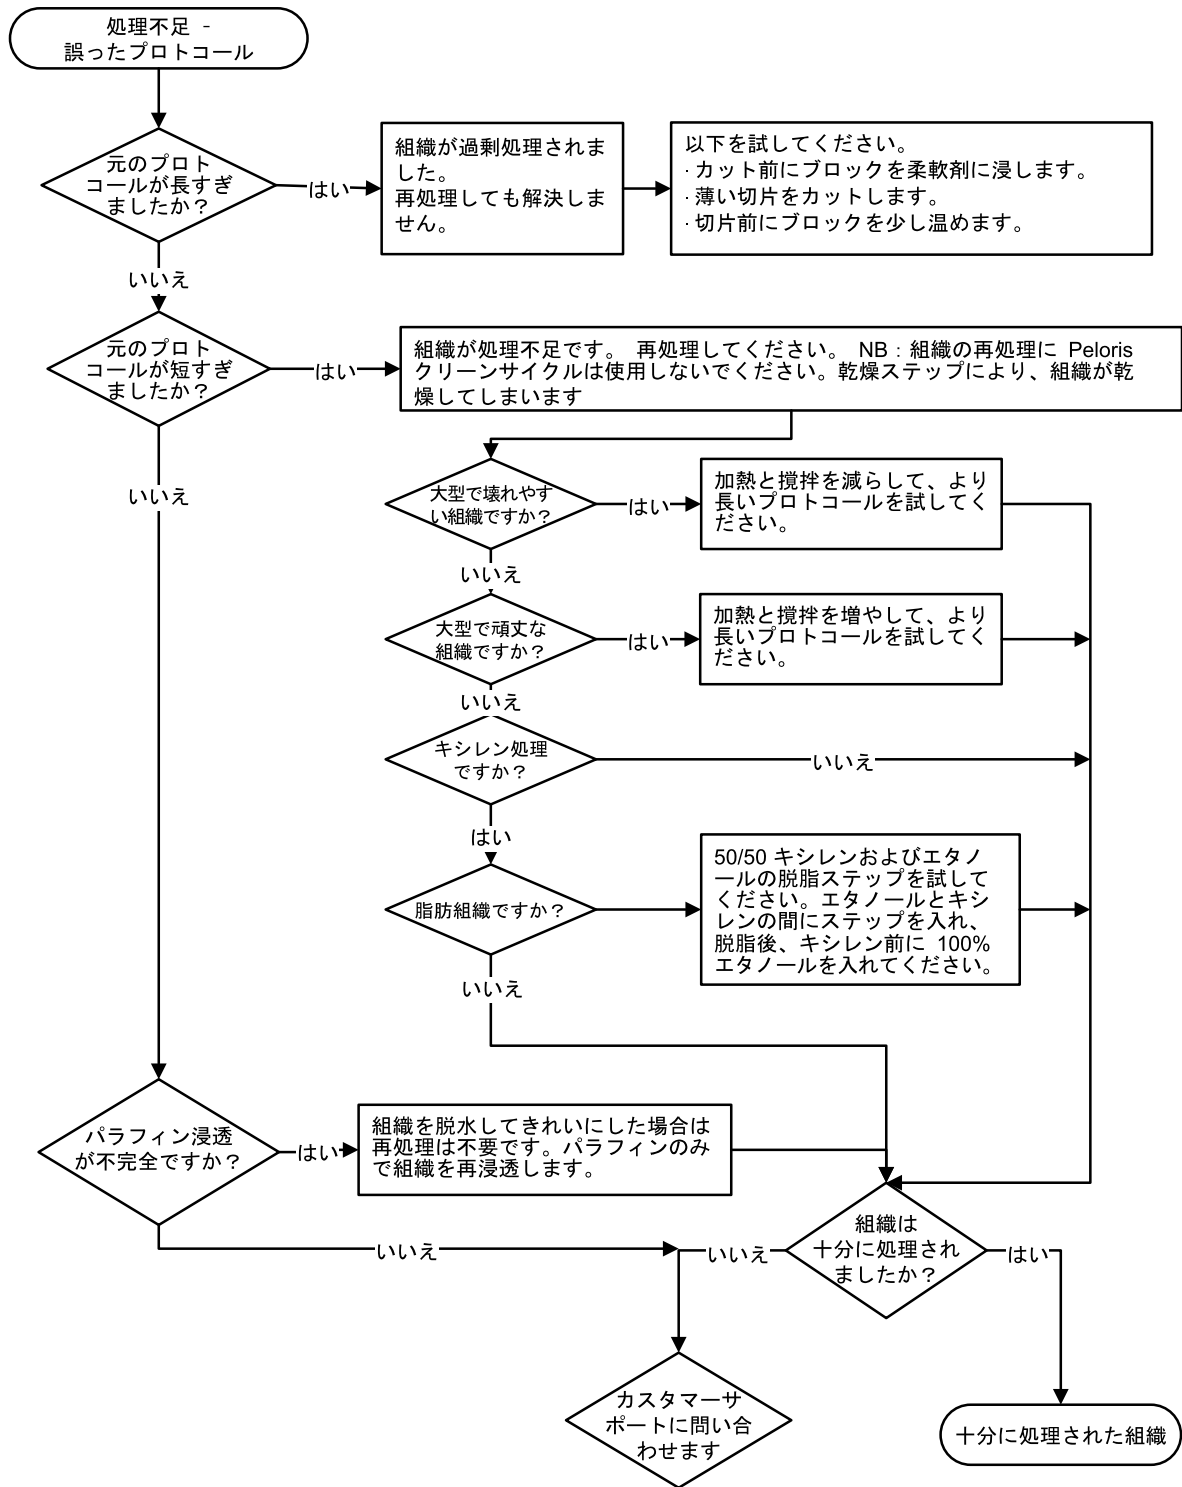 処理不足 -
誤ったプロトコール
元のプロト
コールが長すぎ
ましたか？
はい
組織が過剰処理されま
した。
再処理しても解決しま
せん。
以下を試してください。
· カット前にブロックを柔軟剤に浸します。
· 薄い切片をカットします。
· 切片前にブロックを少し温めます。
いいえ
元のプロト
コールが短すぎ
ましたか？
はい
組織が処理不足です。 再処理してください。 NB：組織の再処理に Peloris
クリーンサイクルは使用しないでください。乾燥ステップにより、組織が乾
燥してしまいます
いいえ
大型で壊れやす
い組織ですか？
はい
加熱と撹拌を減らして、より
長いプロトコールを試してく
ださい。
いいえ
大型で頑丈な
組織ですか？
はい
加熱と撹拌を増やして、より
長いプロトコールを試してく
ださい。
いいえ
キシレン処理
ですか？
いいえ
はい
脂肪組織ですか？
50/50 キシレンおよびエタノ
ールの脱脂ステップを試して
ください。エタノールとキシ
レンの間にステップを入れ、
脱脂後、キシレン前に 100%
エタノールを入れてください。
いいえ
パラフィン浸透
が不完全ですか？
はい
組織を脱水してきれいにした場合は
再処理は不要です。パラフィンのみ
で組織を再浸透します。
いいえ
組織は
十分に処理され
ましたか？
いいえ
はい
カスタマーサ
ポートに問い合
わせます
十分に処理された組織